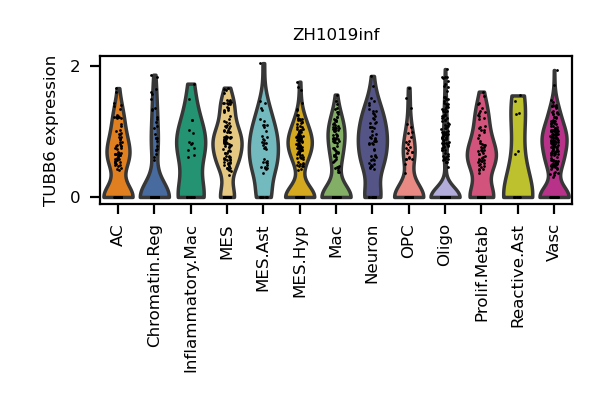 ZH1019inf
TUBB6 expression
2
0
AC
Chromatin.Reg
Inflammatory.Mac
MES
MES.Ast
MES.Hyp
Mac
Neuron
OPC
Oligo
Prolif.Metab
Reactive.Ast
Vasc